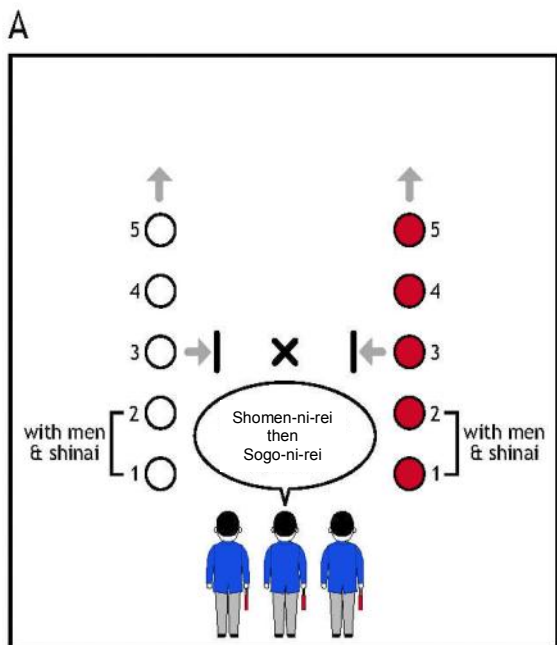 A
5 5
4 4
3 3
2 2
with men & shinai
with men & shinai
1 1
Shomen-ni-rei
then
Sogo-ni-rei